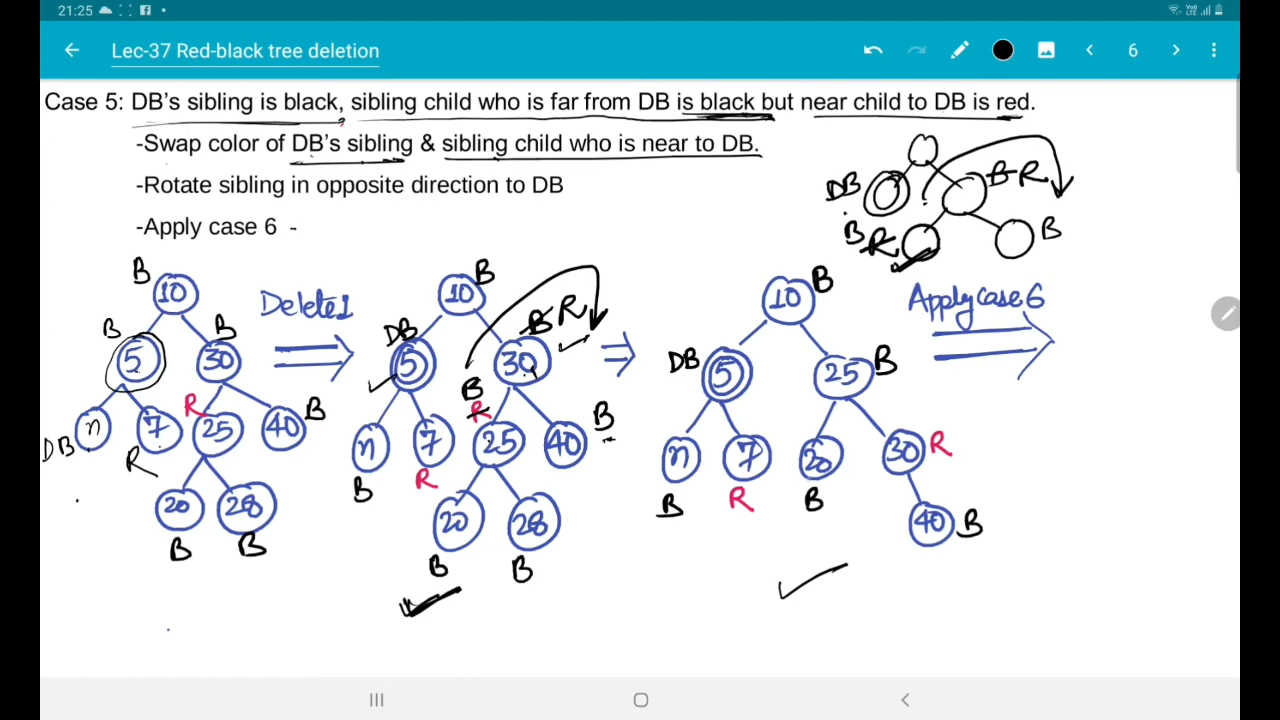 21:25
Lec-37 Red-black tree deletion
6
Case 5: DB's sibling is black, sibling child who is far from DB is black but near child to DB is red.
-Swap color of DB's sibling & sibling child who is near to DB.
-Rotate sibling in opposite direction to DB
-Apply case 6 -
DB B R
B R B
B
10
B B
5 30
R B
DB n 7 25 40
R
20 28
B B
Delete 1
B
10
DB B R
5 30
B R B
n 7 25 40
B R
20 28
B B
B
10
DB B
5 25
n 7 20 30 R
B R B
40 B
Apply case 6